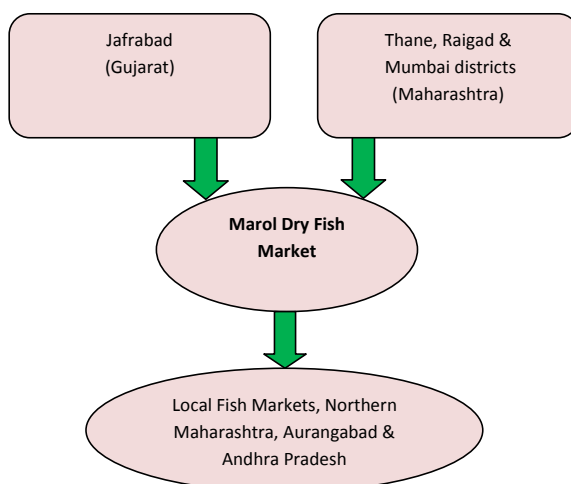 Jafrabad
(Gujarat)
Thane, Raigad &
Mumbai districts
(Maharashtra)
Marol Dry Fish
Market
Local Fish Markets, Northern
Maharashtra, Aurangabad &
Andhra Pradesh